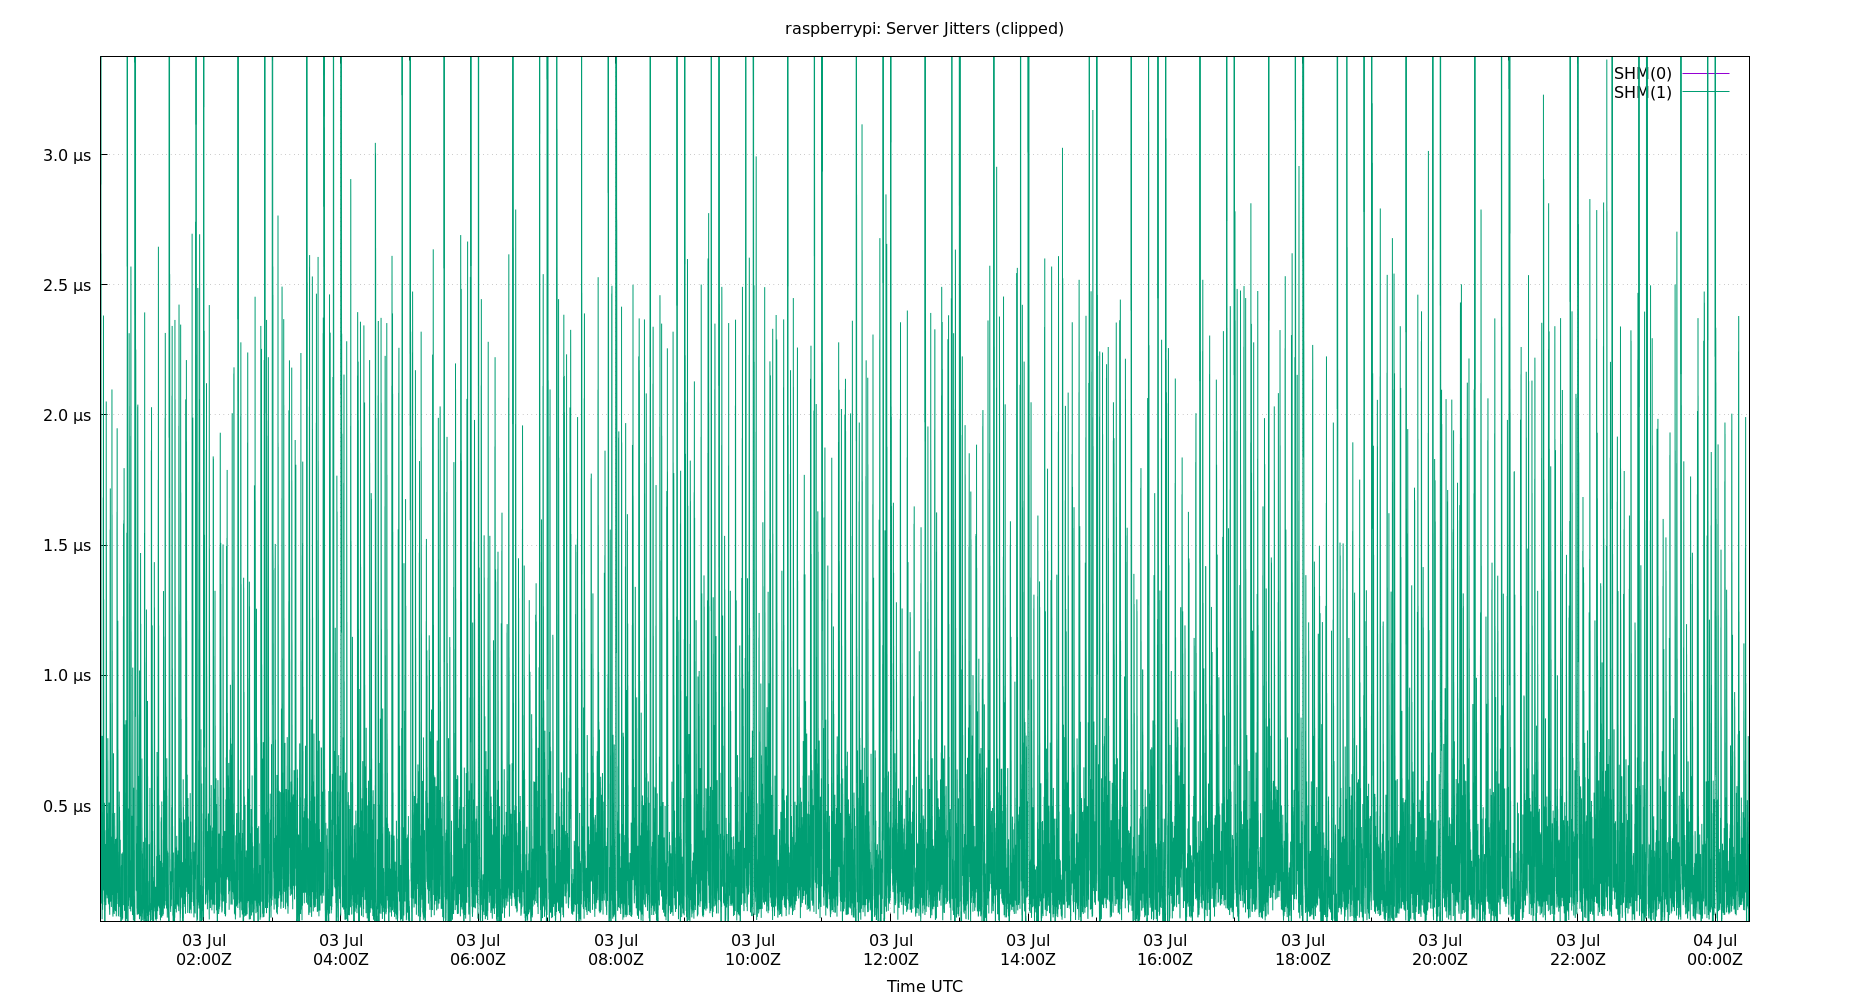 raspberrypi: Server Jitters (clipped)
SHM(0)
SHM(1)
3.0 µs
2.5 µs
2.0 µs
1.5 µs
1.0 µs
0.5 µs
03 Jul 03 Jul 03 Jul 03 Jul 03 Jul 03 Jul 03 Jul 03 Jul 03 Jul 03 Jul 03 Jul 04 Jul
02:00Z 04:00Z 06:00Z 08:00Z 10:00Z 12:00Z 14:00Z 16:00Z 18:00Z 20:00Z 22:00Z 00:00Z
Time UTC